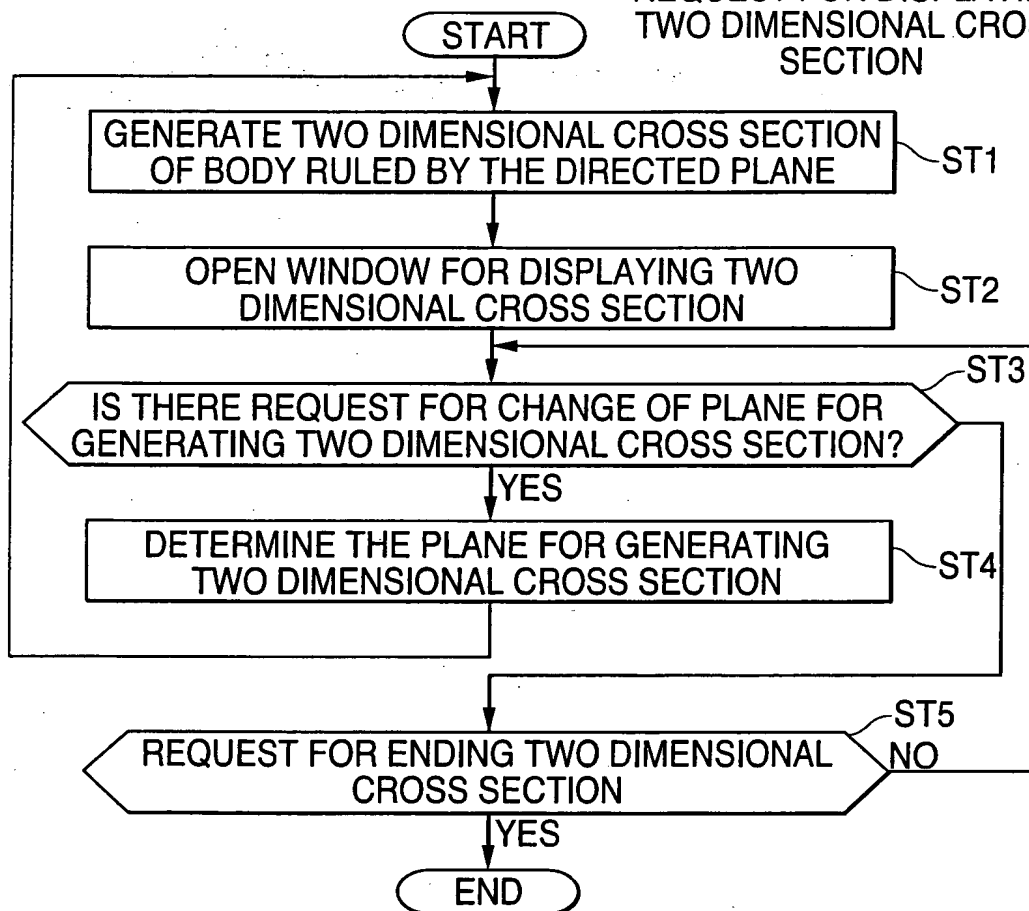 START
TWO DIMENSIONAL
SECTION
GENERATE TWO DIMENSIONAL CROSS SECTION
OF BODY RULED BY THE DIRECTED PLANE
ST1
OPEN WINDOW FOR DISPLAYING TWO
DIMENSIONAL CROSS SECTION
ST2
ST3
IS THERE REQUEST FOR CHANGE OF PLANE FOR
GENERATING TWO DIMENSIONAL CROSS SECTION?
YES
DETERMINE THE PLANE FOR GENERATING
TWO DIMENSIONAL CROSS SECTION
ST4
ST5
REQUEST FOR ENDING TWO DIMENSIONAL
CROSS SECTION
NO
YES
END